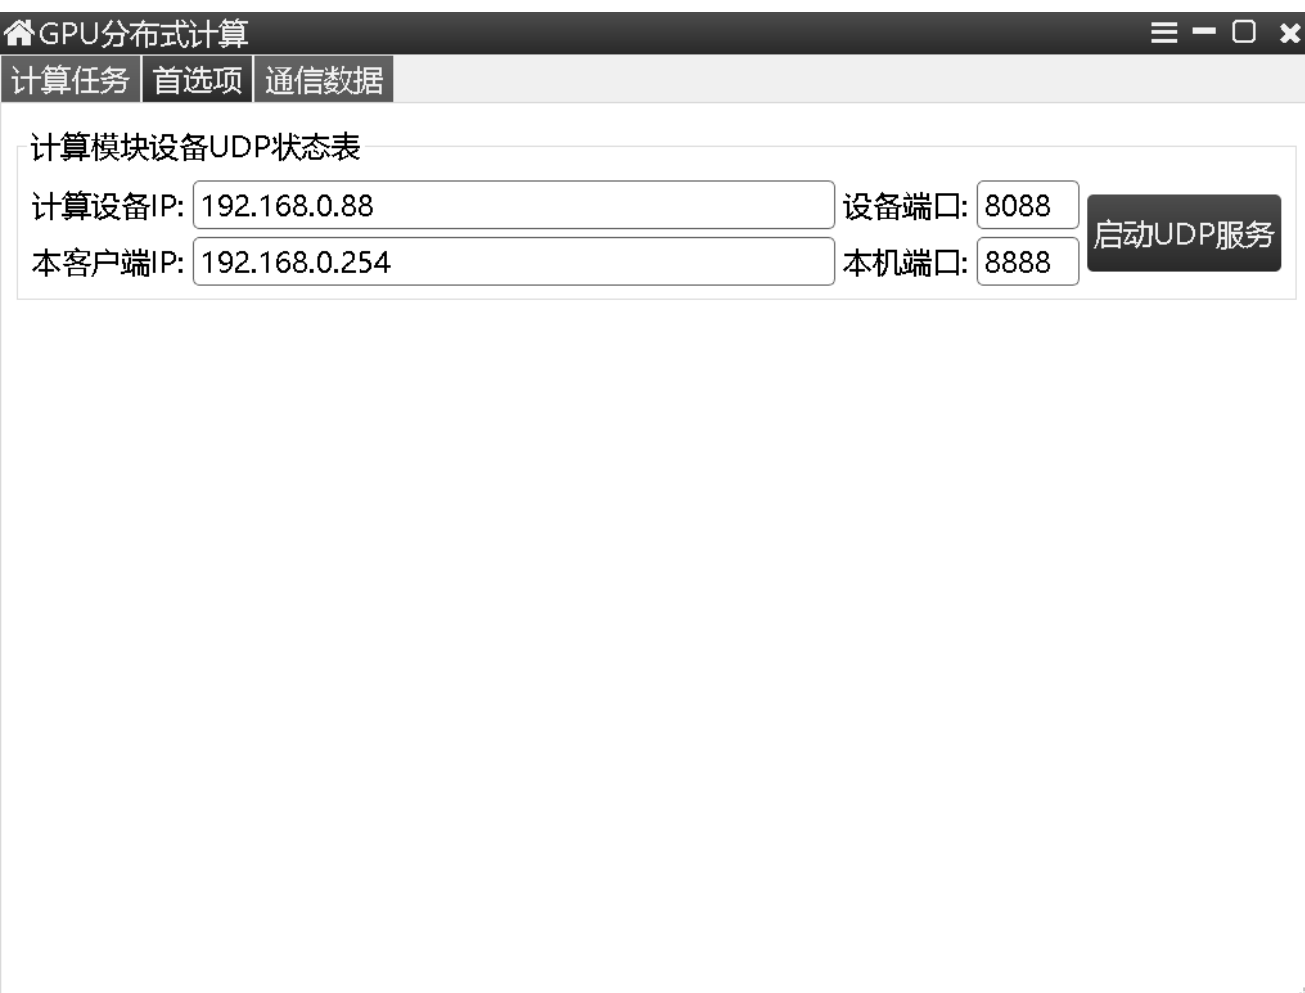 GPU分布式计算
计算任务 首选项 通信数据
计算模块设备UDP状态表
计算设备IP: 192.168.0.88 设备端口: 8088
本客户端IP: 192.168.0.254 本机端口: 8888
启动UDP服务